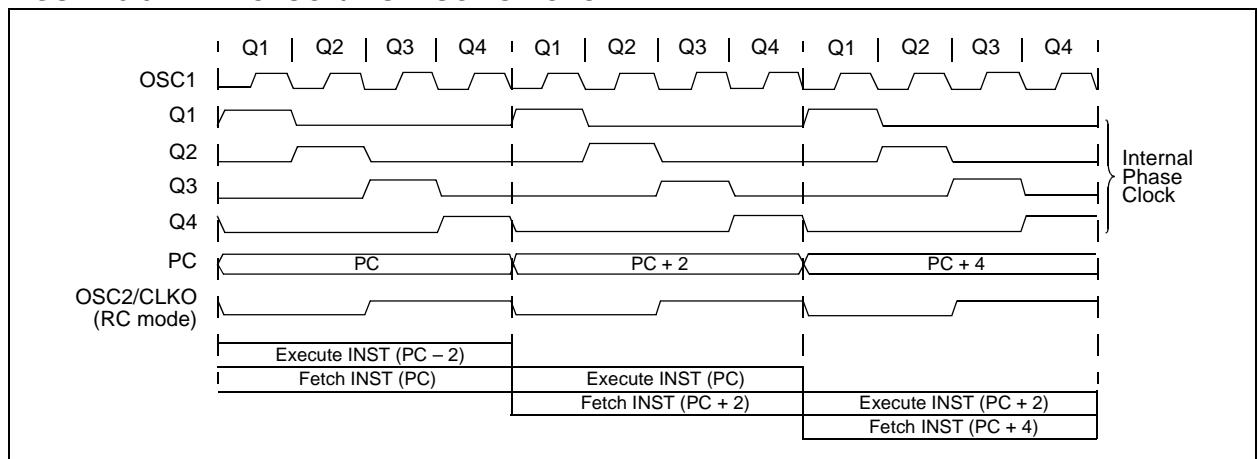 Q1 | Q2 | Q3 | Q4 | Q1 | Q2 | Q3 | Q4 | Q1 | Q2 | Q3 | Q4
OSC1
Q1
Q2
Q3
Q4
Internal
Phase
Clock
PC
PC
PC + 2
PC + 4
OSC2/CLKO
(RC mode)
Execute INST (PC – 2)
Fetch INST (PC)
Execute INST (PC)
Fetch INST (PC + 2)
Execute INST (PC + 2)
Fetch INST (PC + 4)